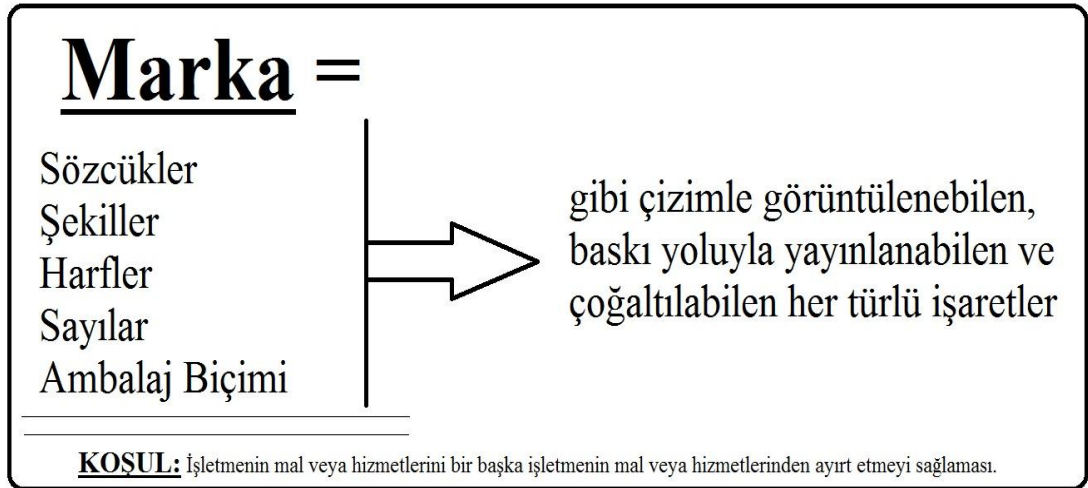 Marka =
Sözcükler
Şekiller
Harfler
Sayılar
Ambalaj Biçimi
gibi çizimle görüntülenebilen,
baskı yoluyla yayınlanabilen ve
çoğaltılabilen her türlü işaretler
KOŞUL: İşletmenin mal veya hizmetlerini bir başka işletmenin mal veya hizmetlerinden ayırt etmeyi sağlaması.